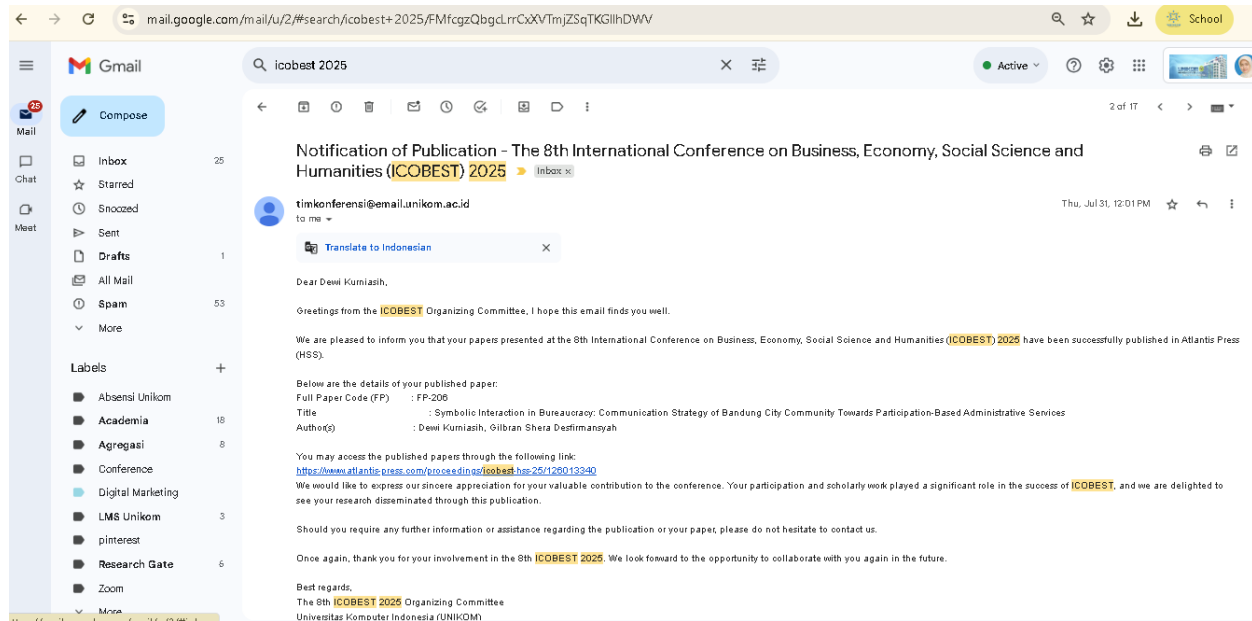 mail.google.com/mail/u/2/#search/icobest+2025/FMfcgzQbgcLrrCxXVTmjZSqTKGllhDWV
School
Gmail
icobest 2025
Active
25
Mail
Chat
Meet
Compose
Inbox 25
Starred
Snoozed
Sent
Drafts 1
All Mail
Spam 53
More
Labels
Absensi Unikom
Academia 18
Agregasi 8
Conference
Digital Marketing
LMS Unikom 3
pinterest
Research Gate 6
Zoom
More
2 of 17
Notification of Publication - The 8th International Conference on Business, Economy, Social Science and
Humanities (ICOBEST) 2025 Inbox x
timkonferensi@email.unikom.ac.id
Thu, Jul 31, 12:01 PM
to me
Translate to Indonesian
Dear Dewi Kurniasih,
Greetings from the ICOBEST Organizing Committee, I hope this email finds you well.
We are pleased to inform you that your papers presented at the 8th International Conference on Business, Economy, Social Science and Humanities (ICOBEST) 2025 have been successfully published in Atlantis Press
(HSS).
Below are the details of your published paper:
Full Paper Code (FP) : FP-206
Title : Symbolic Interaction in Bureaucracy: Communication Strategy of Bandung City Community Towards Participation-Based Administrative Services
Author(s) : Dewi Kurniasih, Gilbran Shera Desfirmansyah
You may access the published papers through the following link:
https://www.atlantis-press.com/proceedings/icobest-hss-25/126013340
We would like to express our sincere appreciation for your valuable contribution to the conference. Your participation and scholarly work played a significant role in the success of ICOBEST, and we are delighted to
see your research disseminated through this publication.
Should you require any further information or assistance regarding the publication or your paper, please do not hesitate to contact us.
Once again, thank you for your involvement in the 8th ICOBEST 2025. We look forward to the opportunity to collaborate with you again in the future.
Best regards,
The 8th ICOBEST 2025 Organizing Committee
Universitas Komputer Indonesia (UNIKOM)